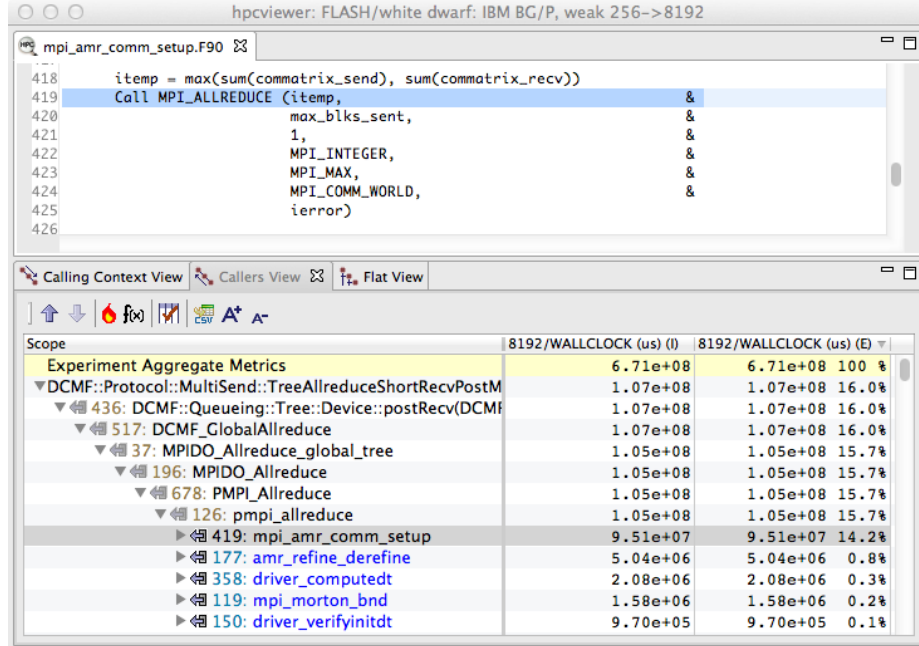 hpcviewer: FLASH/white dwarf: IBM BG/P, weak 256->8192
mpi_amr_comm_setup.F90
418 itemp = max(sum(commatrix_send), sum(commatrix_recv))
419 Call MPI_ALLREDUCE (itemp, &
420 max_blks_sent, &
421 1, &
422 MPI_INTEGER, &
423 MPI_MAX, &
424 MPI_COMM_WORLD, &
425 ierror)
426
Calling Context View Callers View Flat View
f(x) CSV A+ A-
Scope 8192/WALLCLOCK (us) (I) 8192/WALLCLOCK (us) (E)
Experiment Aggregate Metrics 6.71e+08 6.71e+08 100 %
DCMF::Protocol::MultiSend::TreeAllreduceShortRecvPostM 1.07e+08 1.07e+08 16.0%
436: DCMF::Queueing::Tree::Device::postRecv(DCMF 1.07e+08 1.07e+08 16.0%
517: DCMF_GlobalAllreduce 1.07e+08 1.07e+08 16.0%
37: MPIDO_Allreduce_global_tree 1.05e+08 1.05e+08 15.7%
196: MPIDO_Allreduce 1.05e+08 1.05e+08 15.7%
678: PMPI_Allreduce 1.05e+08 1.05e+08 15.7%
126: pmpi_allreduce 1.05e+08 1.05e+08 15.7%
419: mpi_amr_comm_setup 9.51e+07 9.51e+07 14.2%
177: amr_refine_derefine 5.04e+06 5.04e+06 0.8%
358: driver_computedt 2.08e+06 2.08e+06 0.3%
119: mpi_morton_bnd 1.58e+06 1.58e+06 0.2%
150: driver_verifyinitdt 9.70e+05 9.70e+05 0.1%